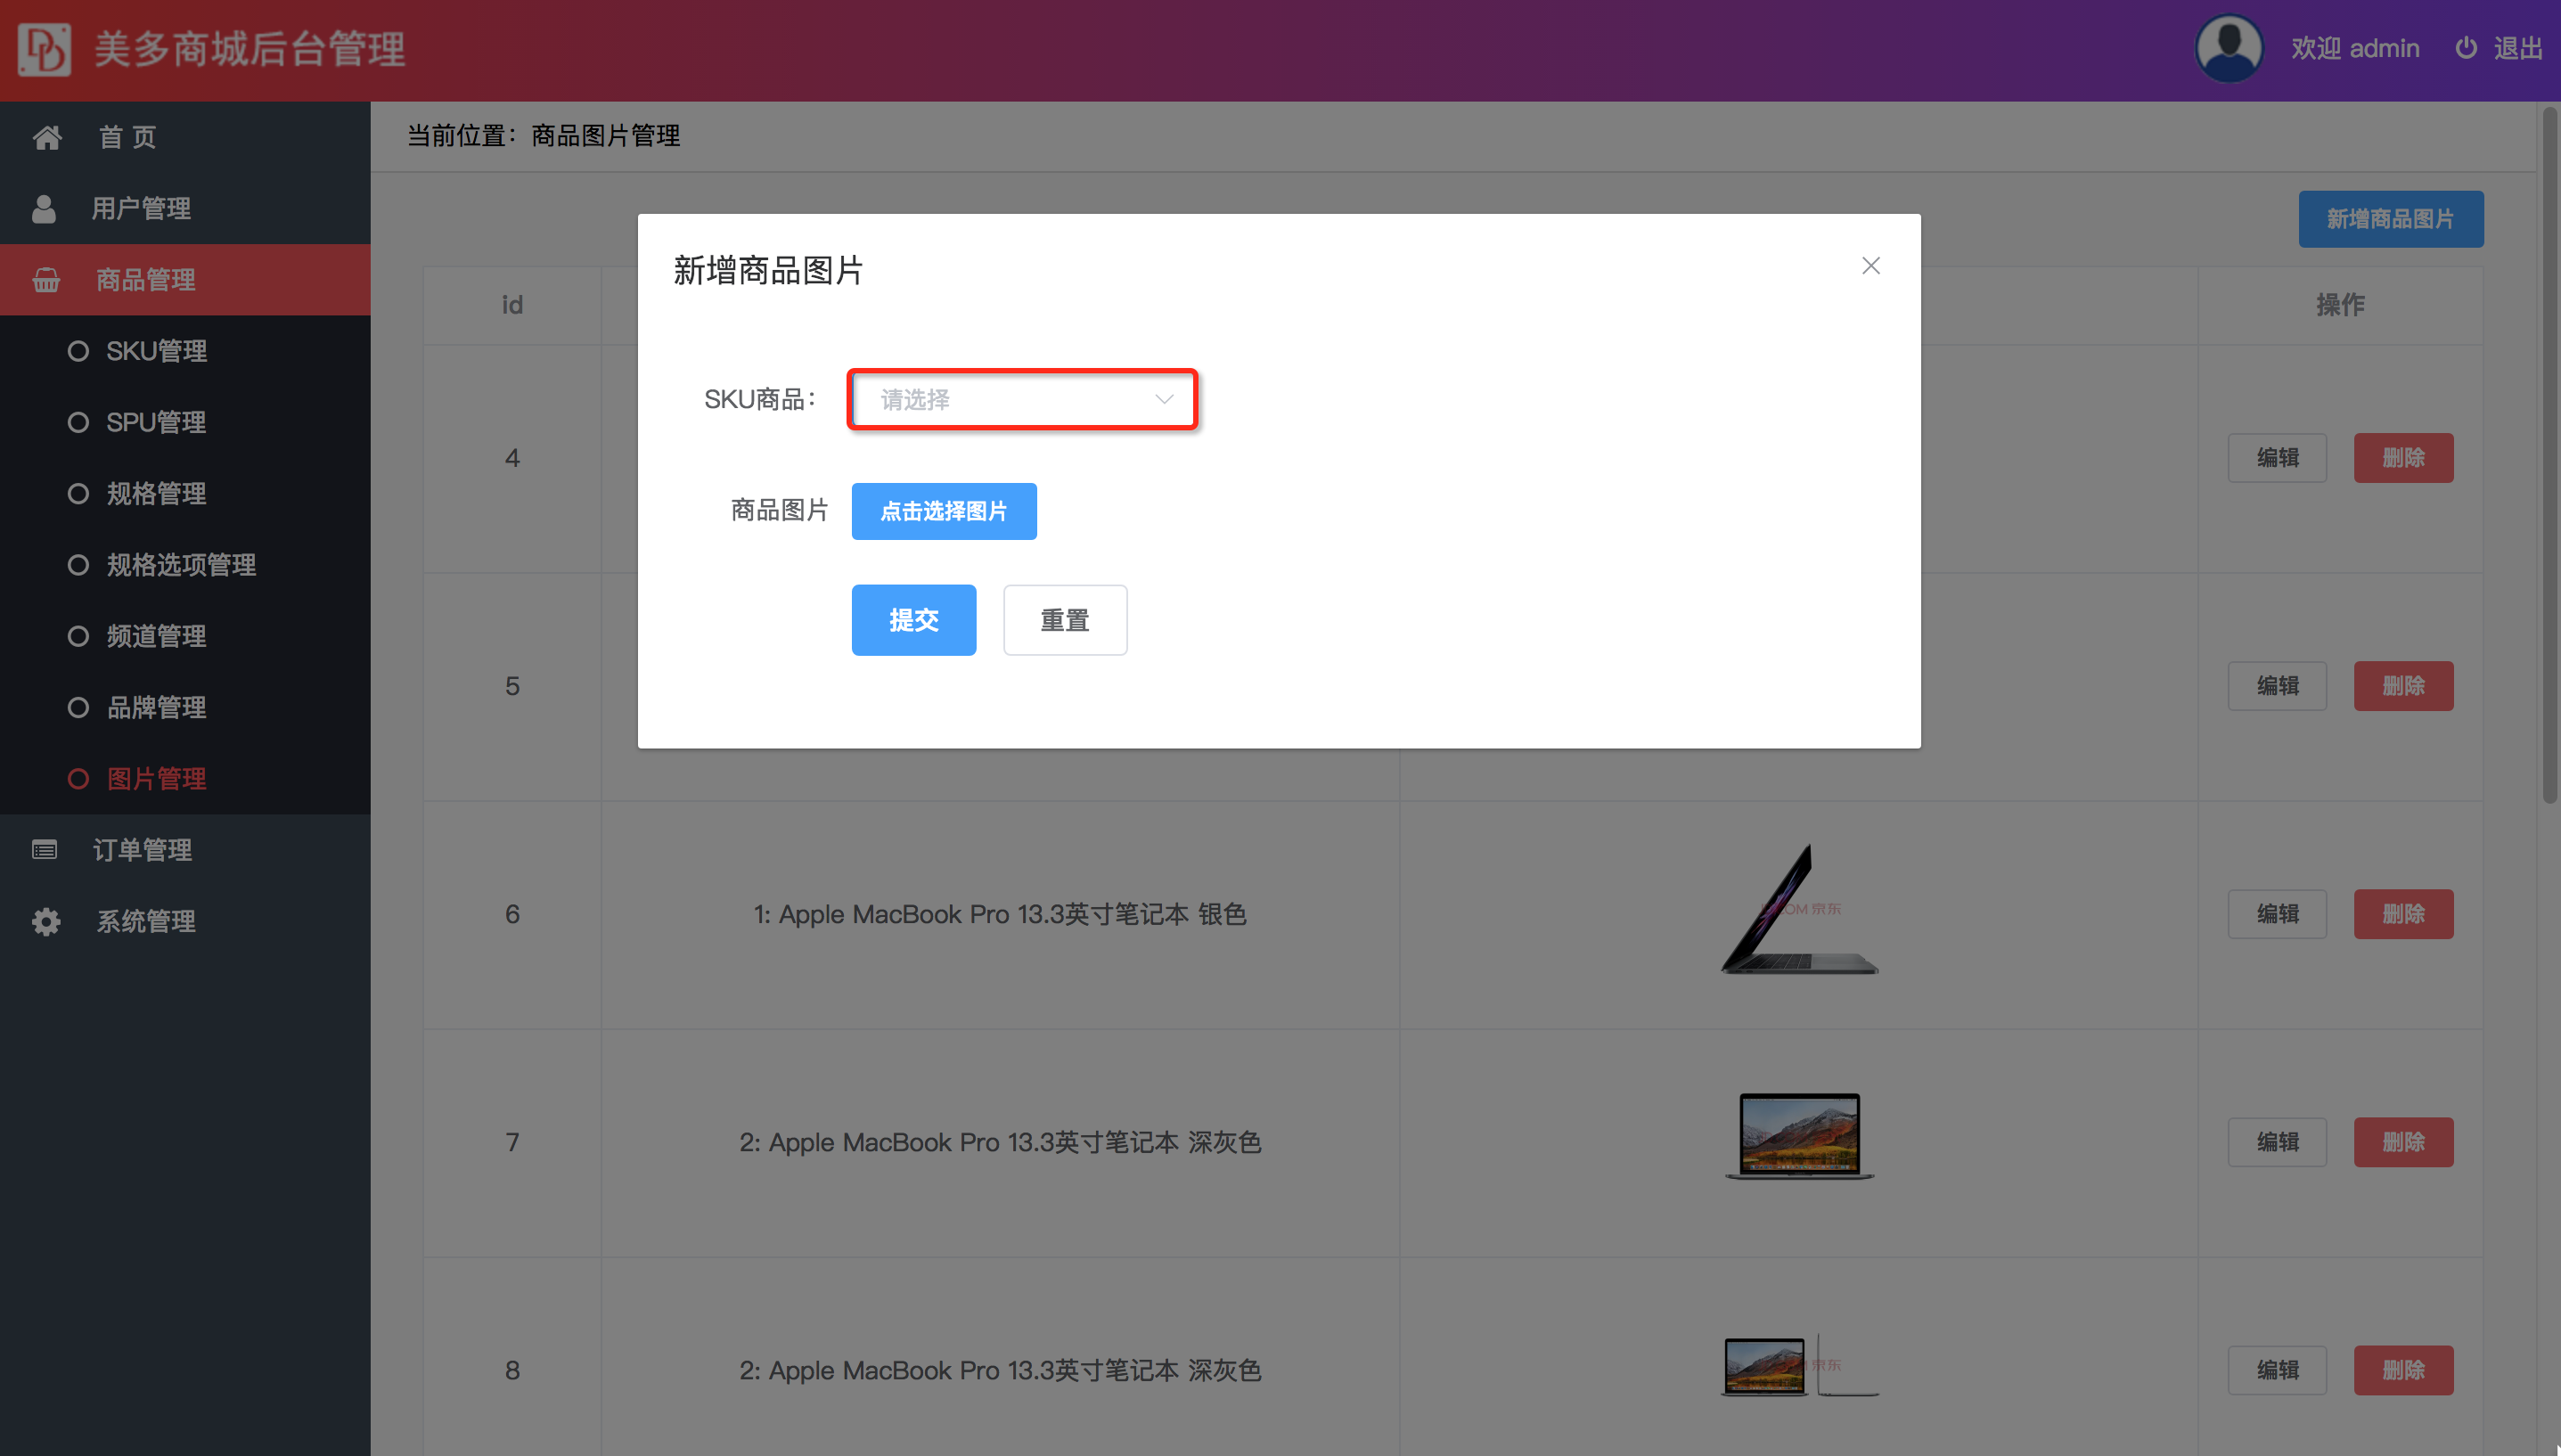 美多商城后台管理
欢迎 admin 退出
首 页
用户管理
商品管理
SKU管理
SPU管理
规格管理
规格选项管理
频道管理
品牌管理
图片管理
订单管理
系统管理
当前位置：商品图片管理
新增商品图片
id 操作
4 编辑 删除
5 编辑 删除
6 1: Apple MacBook Pro 13.3英寸笔记本 银色 编辑 删除
7 2: Apple MacBook Pro 13.3英寸笔记本 深灰色 编辑 删除
8 2: Apple MacBook Pro 13.3英寸笔记本 深灰色 编辑 删除
新增商品图片
SKU商品： 请选择
商品图片 点击选择图片
提交 重置
京东
京东